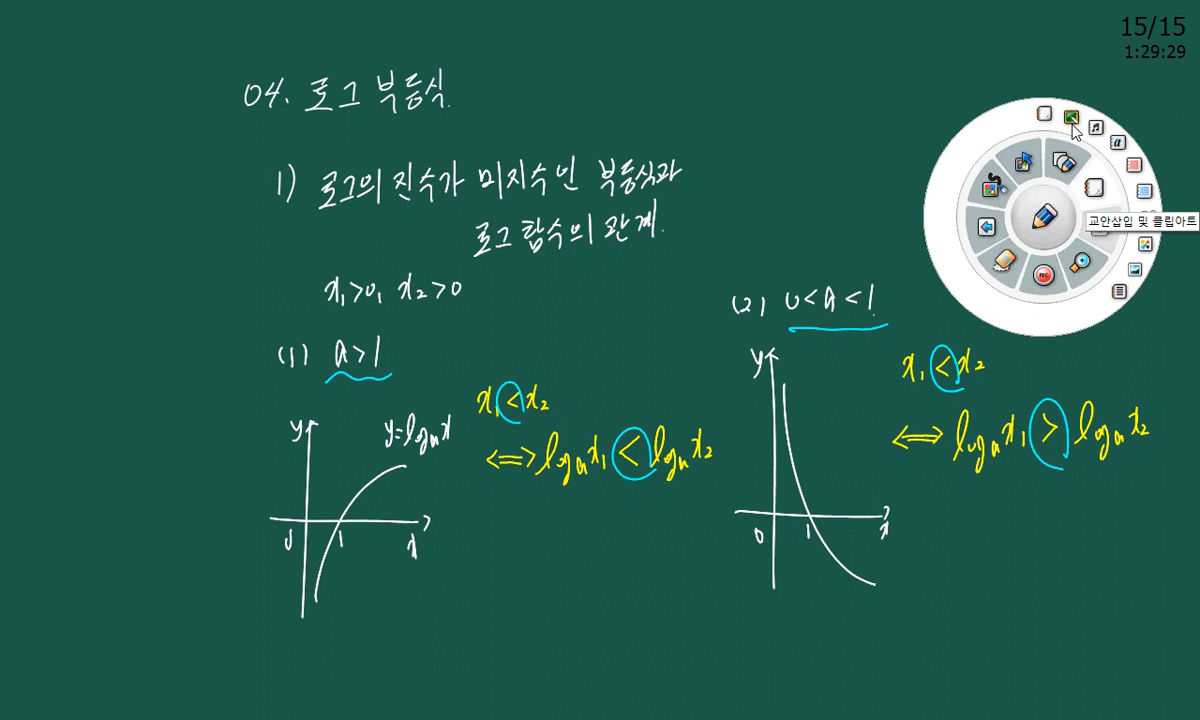 15/15
1:29:29
04. 로그 부등식.
1) 로그의 진수가 미지수인 부등식과
로그함수의 관계.
x₁>0, x₂>0
(1) a>1
y
y=logₐx
0
1
x
x₁<x₂
⟺ logₐx₁ < logₐx₂
(2) 0<a<1
y
0
1
x
x₁<x₂
⟺ logₐx₁ > logₐx₂
교안삽입 및 클립아트
REC
a